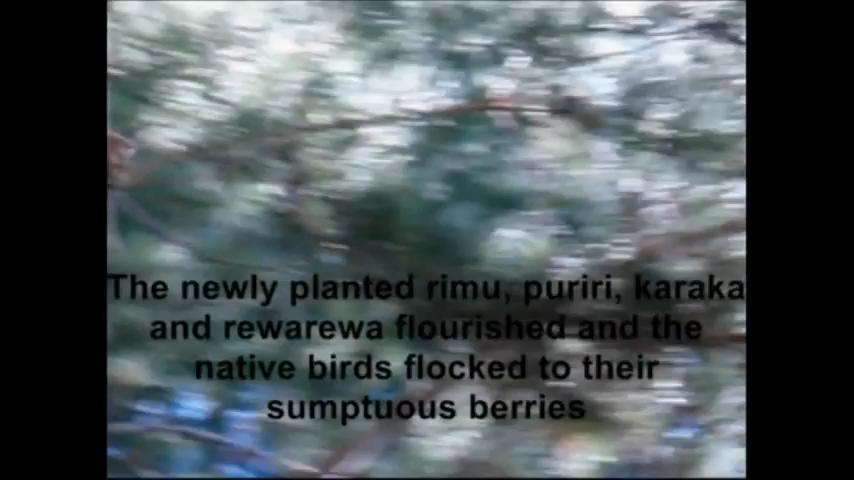 The newly planted rimu, puriri, karaka
and rewarewa flourished and the
native birds flocked to their
sumptuous berries